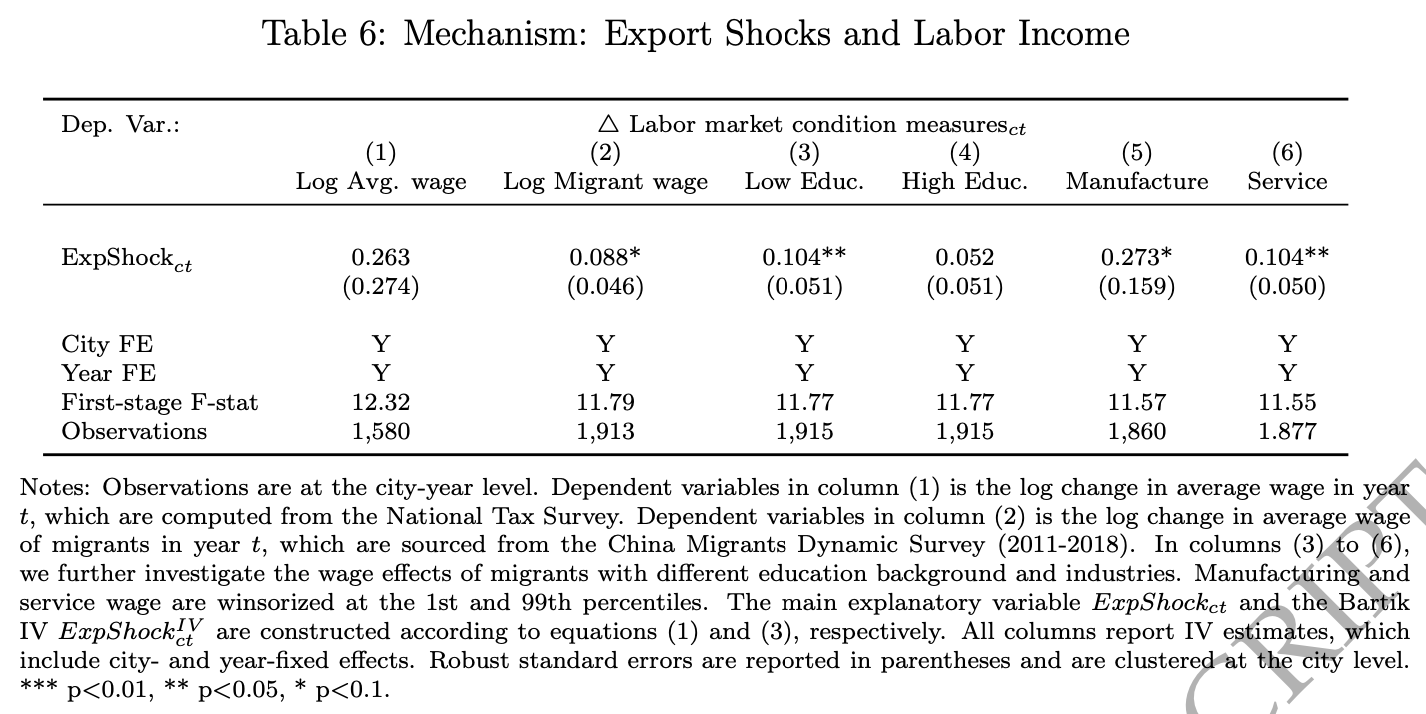 Table 6: Mechanism: Export Shocks and Labor Income
Dep. Var.: △ Labor market condition measures_ct
(1) (2) (3) (4) (5) (6)
Log Avg. wage Log Migrant wage Low Educ. High Educ. Manufacture Service
ExpShock_ct 0.263 0.088* 0.104** 0.052 0.273* 0.104**
(0.274) (0.046) (0.051) (0.051) (0.159) (0.050)
City FE Y Y Y Y Y Y
Year FE Y Y Y Y Y Y
First-stage F-stat 12.32 11.79 11.77 11.77 11.57 11.55
Observations 1,580 1,913 1,915 1,915 1,860 1.877
Notes: Observations are at the city-year level. Dependent variables in column (1) is the log change in average wage in year
t, which are computed from the National Tax Survey. Dependent variables in column (2) is the log change in average wage
of migrants in year t, which are sourced from the China Migrants Dynamic Survey (2011-2018). In columns (3) to (6),
we further investigate the wage effects of migrants with different education background and industries. Manufacturing and
service wage are winsorized at the 1st and 99th percentiles. The main explanatory variable ExpShock_ct and the Bartik
IV ExpShock^IV_ct are constructed according to equations (1) and (3), respectively. All columns report IV estimates, which
include city- and year-fixed effects. Robust standard errors are reported in parentheses and are clustered at the city level.
*** p<0.01, ** p<0.05, * p<0.1.
CRIPT